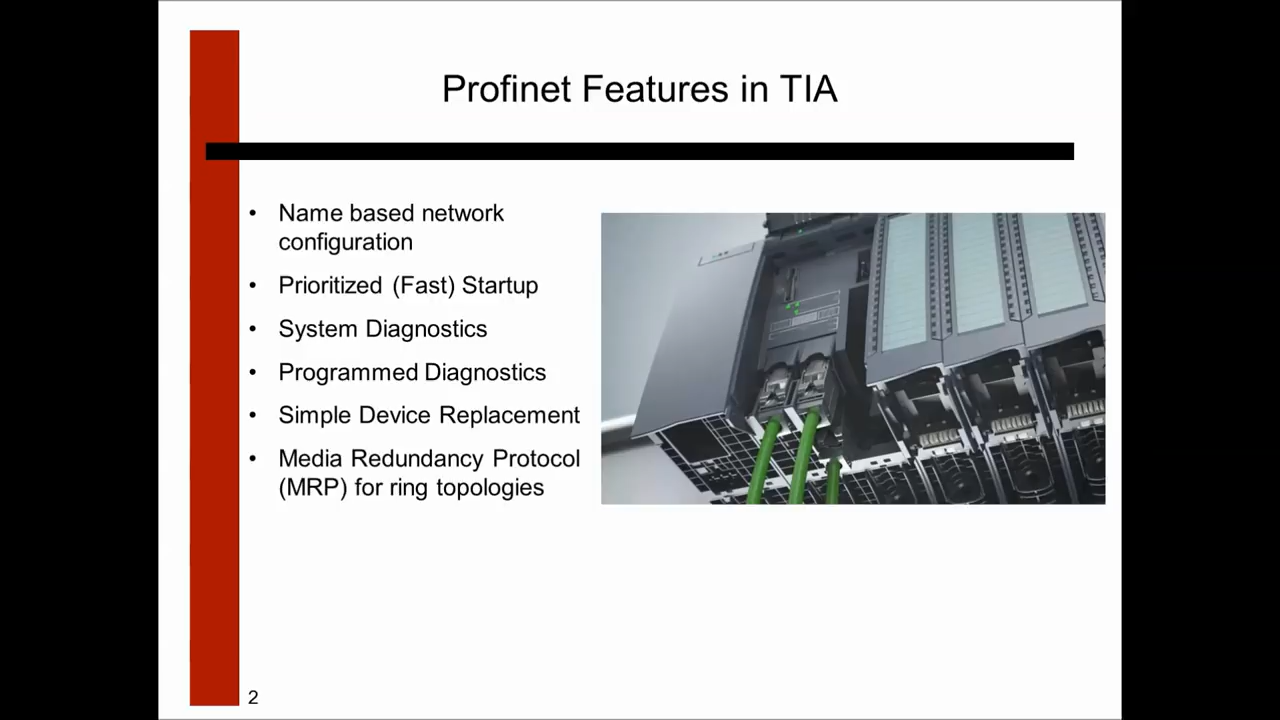 Profinet Features in TIA
• Name based network
configuration
• Prioritized (Fast) Startup
• System Diagnostics
• Programmed Diagnostics
• Simple Device Replacement
• Media Redundancy Protocol
(MRP) for ring topologies
2